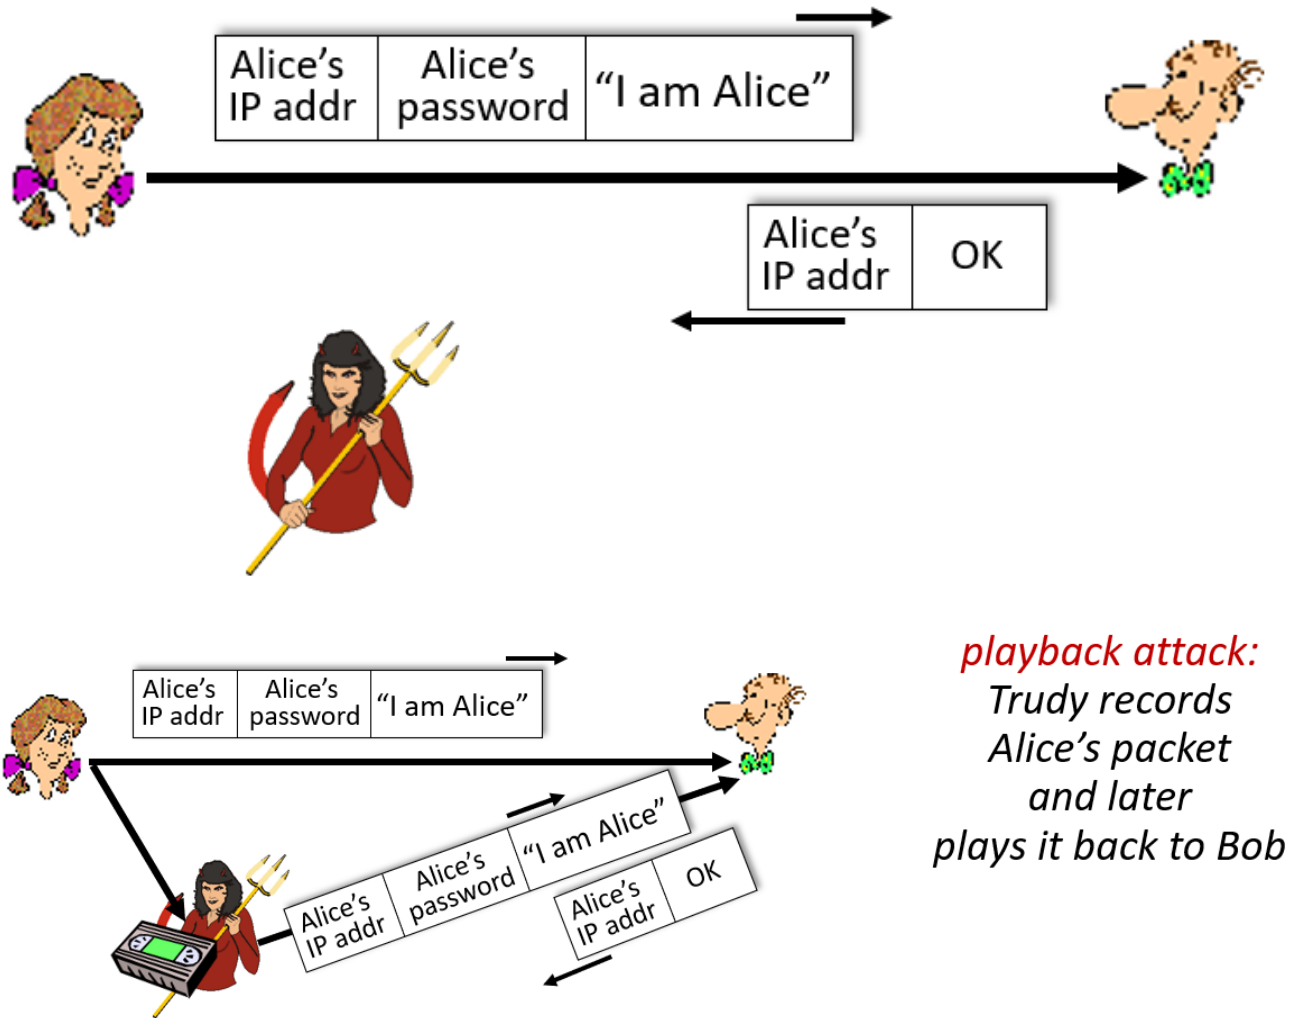 Alice's
IP addr
Alice's
password
“I am Alice”
Alice's
IP addr
OK
playback attack:
Trudy records
Alice's packet
and later
plays it back to Bob
Alice's
IP addr
Alice's
password
“I am Alice”
Alice's
IP addr
Alice's
password
“I am Alice”
Alice's
IP addr
OK